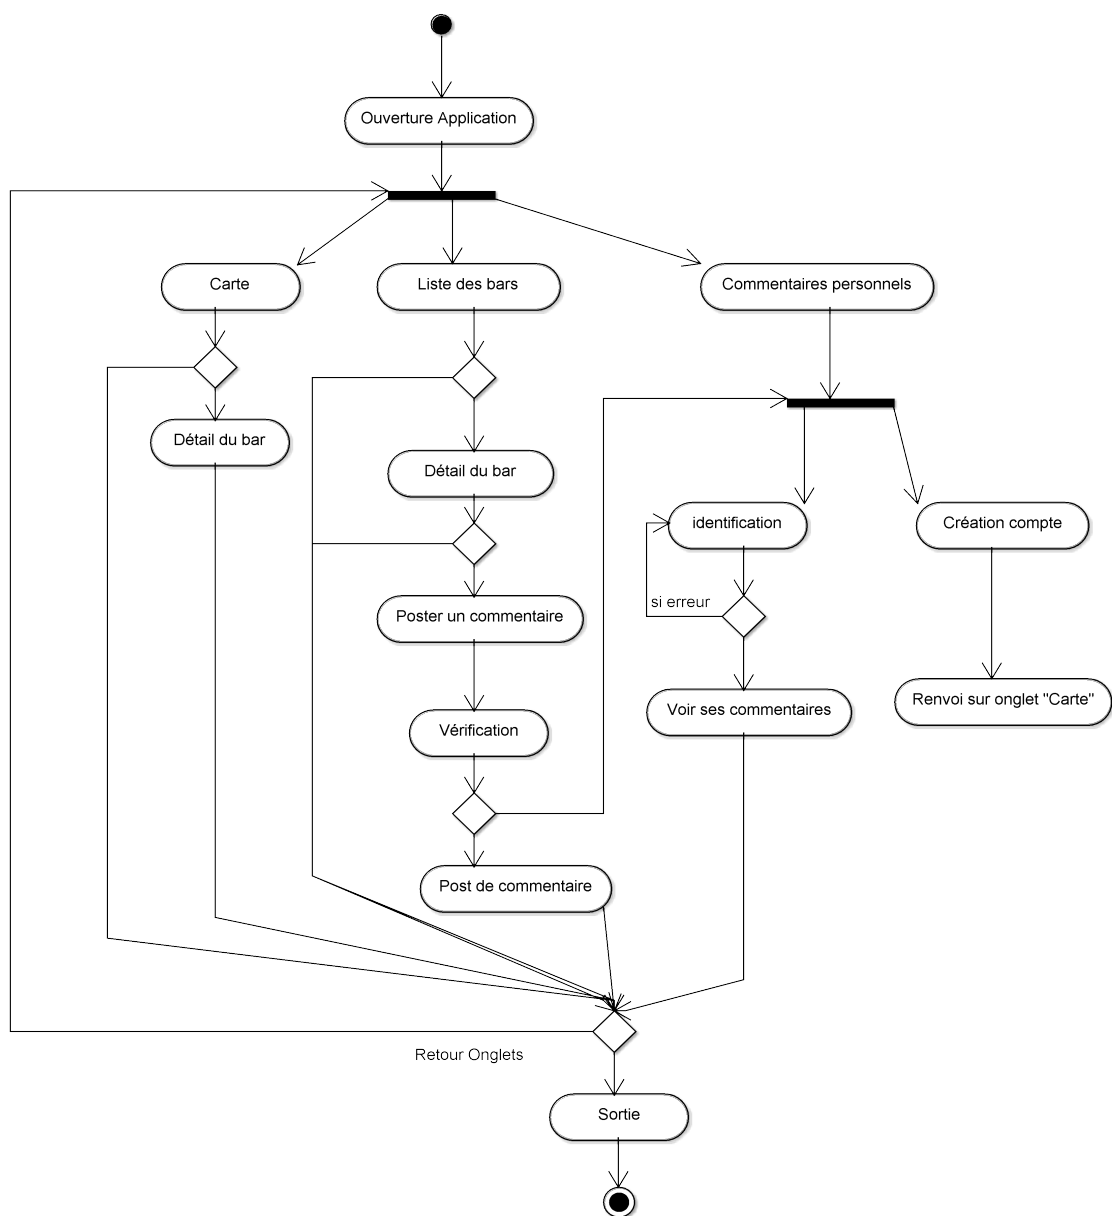 Ouverture Application
Carte
Liste des bars
Commentaires personnels
Détail du bar
Détail du bar
identification
Création compte
si erreur
Poster un commentaire
Renvoi sur onglet "Carte"
Voir ses commentaires
Vérification
Post de commentaire
Retour Onglets
Sortie